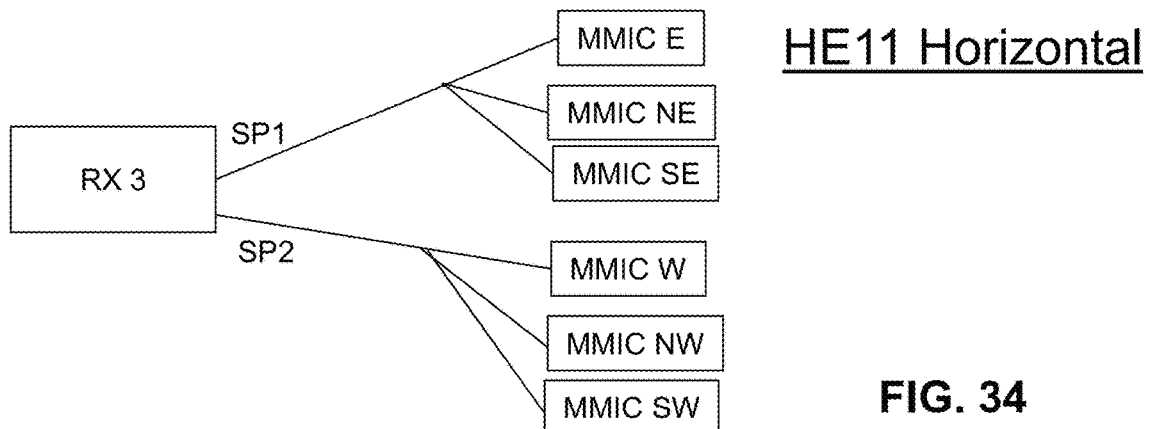 MMIC E
HE11 Horizontal
MMIC NE
SP1
MMIC SE
RX 3
SP2
MMIC W
MMIC NW
MMIC SW
FIG. 34